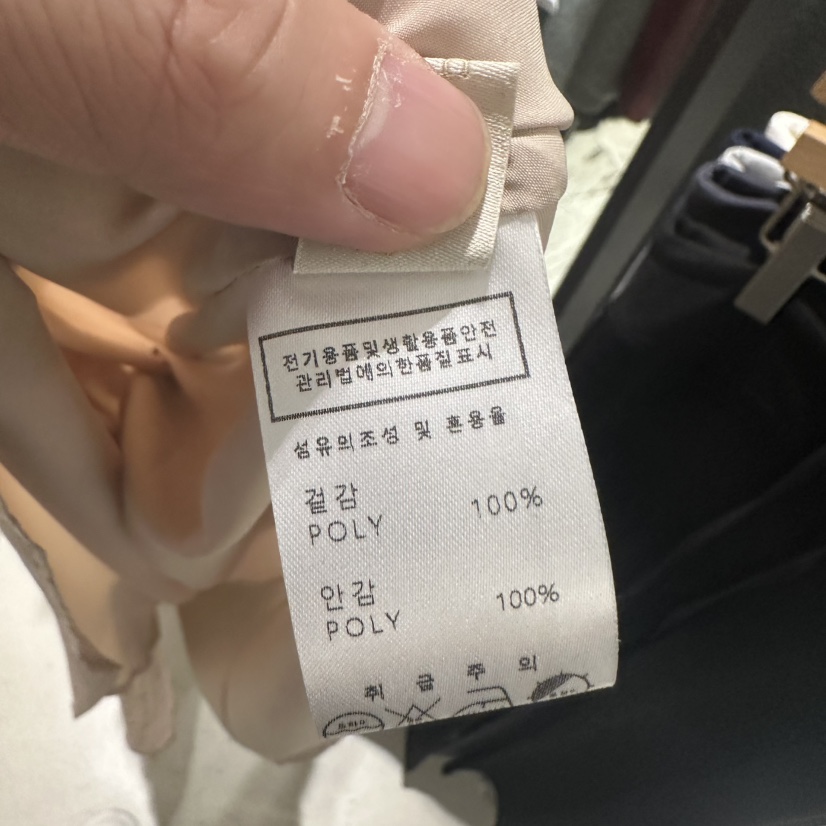 전기용품및생활용품안전
관리법에의한품질표시
섬유의조성 및 혼용율
겉감
POLY 100%
안감
POLY 100%
취급주의